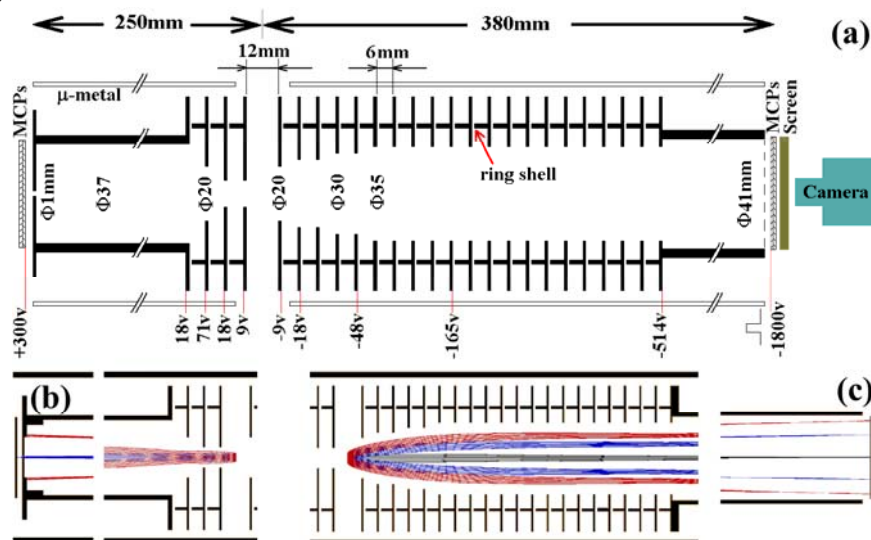 250mm
380mm
(a)
12mm
6mm
μ-metal
MCPs
MCPs
Screen
ring shell
Φ1mm
Φ37
Φ20
Φ20
Φ30
Φ35
Φ41mm
Camera
+300v
18v
71v
18v
9v
-9v
-18v
-48v
-165v
-514v
-1800v
(b)
(c)